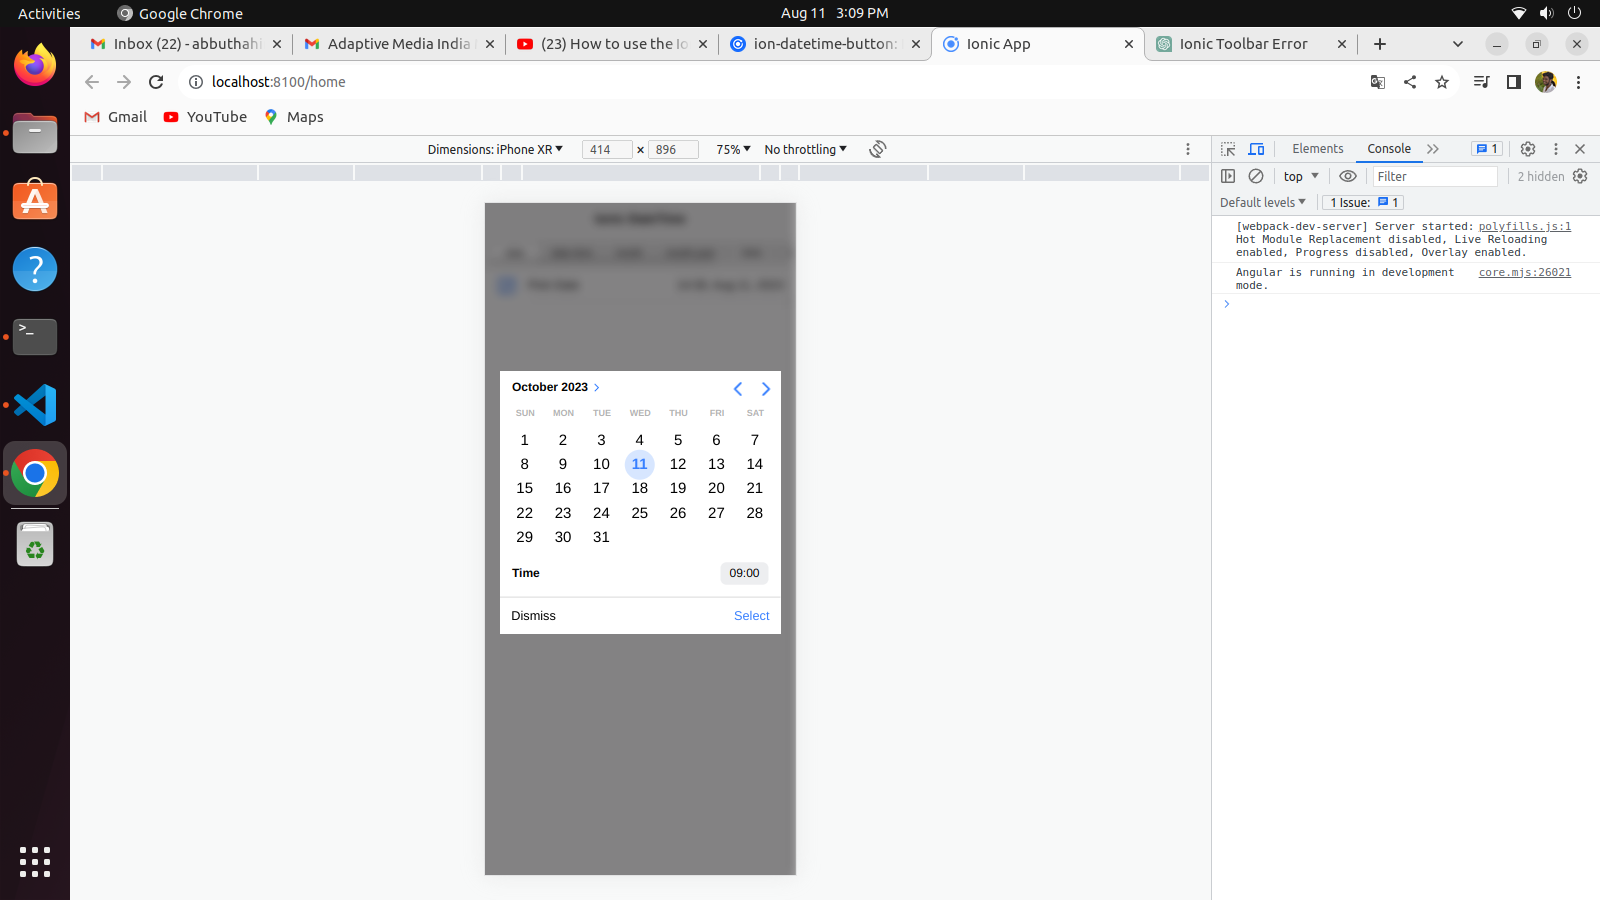 Activities Google Chrome Aug 11 3:09 PM
Inbox (22) - abbuthahi Adaptive Media India (23) How to use the Io ion-datetime-button: Ionic App Ionic Toolbar Error
localhost:8100/home
Gmail YouTube Maps
Dimensions: iPhone XR 414 × 896 75% No throttling Elements Console 1
top Filter 2 hidden
Default levels 1 Issue: 1
[webpack-dev-server] Server started: polyfills.js:1
Hot Module Replacement disabled, Live Reloading
enabled, Progress disabled, Overlay enabled.
Angular is running in development core.mjs:26021
mode.
October 2023
SUN MON TUE WED THU FRI SAT
1 2 3 4 5 6 7
8 9 10 11 12 13 14
15 16 17 18 19 20 21
22 23 24 25 26 27 28
29 30 31
Time 09:00
Dismiss Select